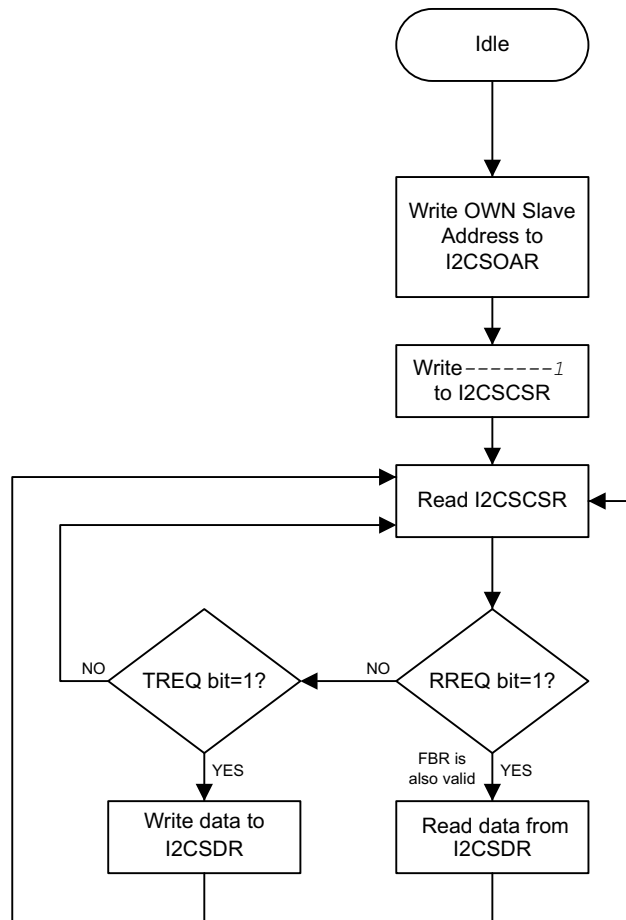 Idle
Write OWN Slave
Address to
I2CSOAR
Write -------1
to I2CSCSR
Read I2CSCSR
NO
TREQ bit=1?
NO
RREQ bit=1?
YES
FBR is
also valid
YES
Write data to
I2CSDR
Read data from
I2CSDR